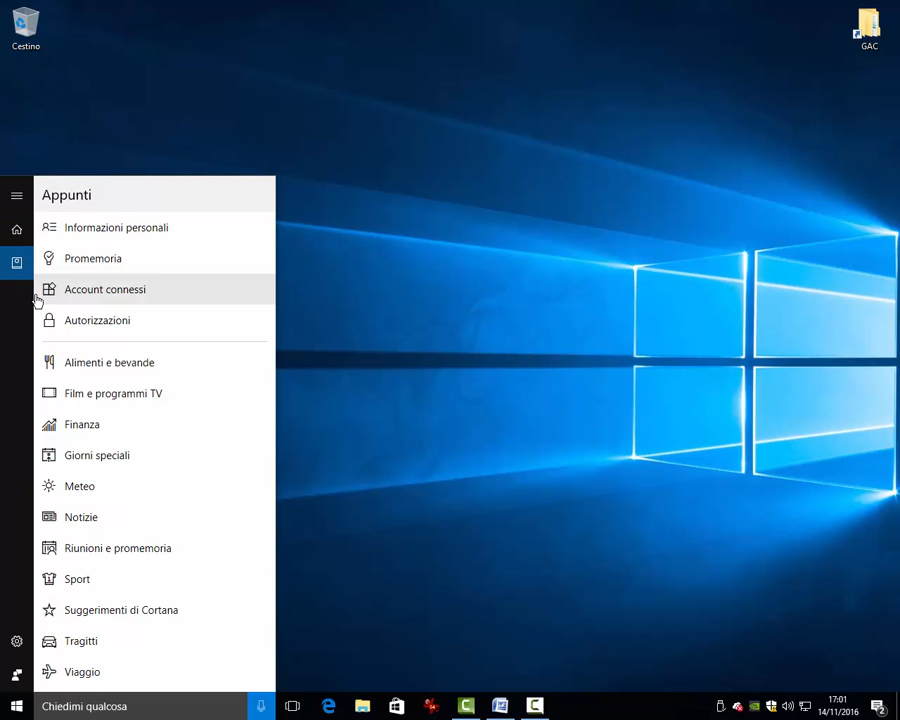 Cestino
GAC
Appunti
Informazioni personali
Promemoria
Account connessi
Autorizzazioni
Alimenti e bevande
Film e programmi TV
Finanza
Giorni speciali
Meteo
Notizie
Riunioni e promemoria
Sport
Suggerimenti di Cortana
Tragitti
Viaggio
Chiedimi qualcosa
17:01
14/11/2016
2